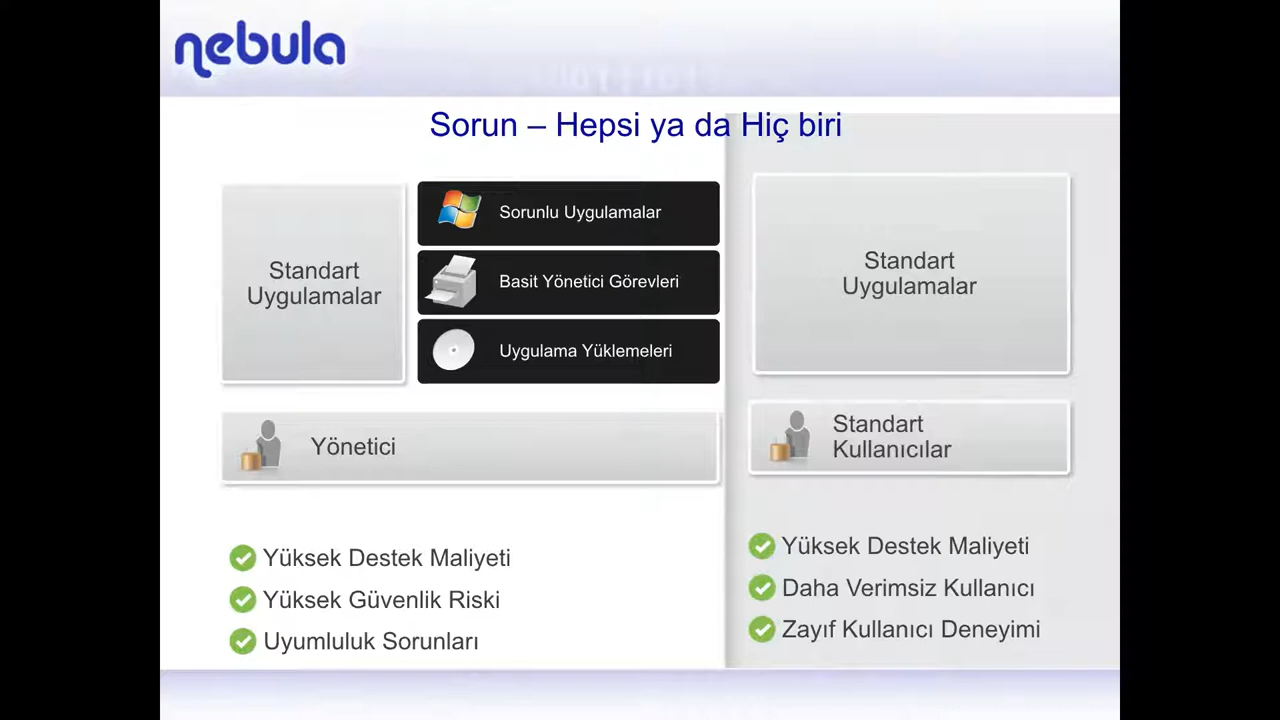 nebula
Sorun – Hepsi ya da Hiç biri
Standart
Uygulamalar
Sorunlu Uygulamalar
Basit Yönetici Görevleri
Uygulama Yüklemeleri
Yönetici
Yüksek Destek Maliyeti
Yüksek Güvenlik Riski
Uyumluluk Sorunları
Standart
Uygulamalar
Standart
Kullanıcılar
Yüksek Destek Maliyeti
Daha Verimsiz Kullanıcı
Zayıf Kullanıcı Deneyimi